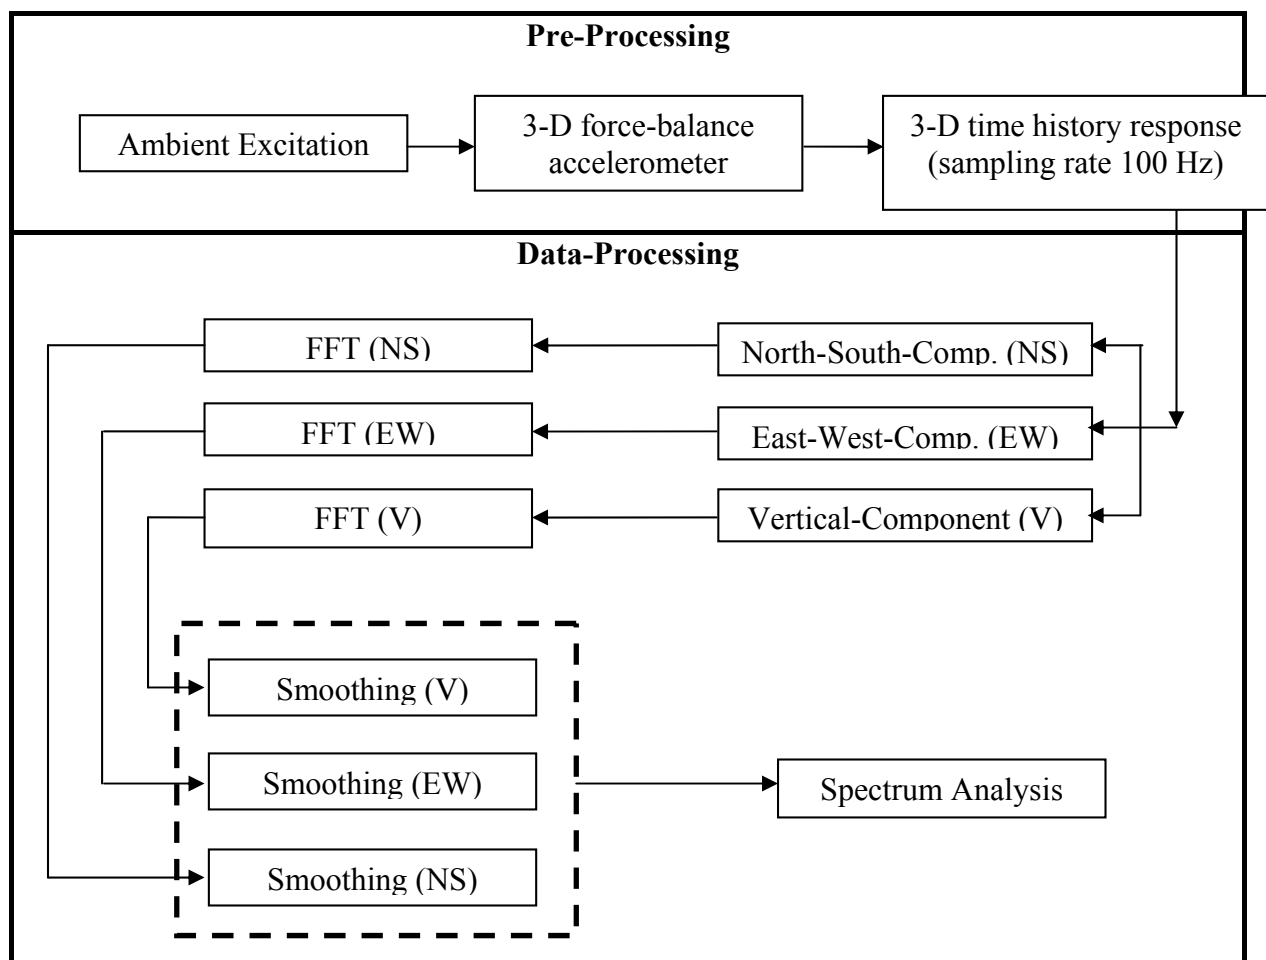 Pre-Processing
Ambient Excitation
3-D force-balance
accelerometer
3-D time history response
(sampling rate 100 Hz)
Data-Processing
FFT (NS)
North-South-Comp. (NS)
FFT (EW)
East-West-Comp. (EW)
FFT (V)
Vertical-Component (V)
Smoothing (V)
Smoothing (EW)
Spectrum Analysis
Smoothing (NS)